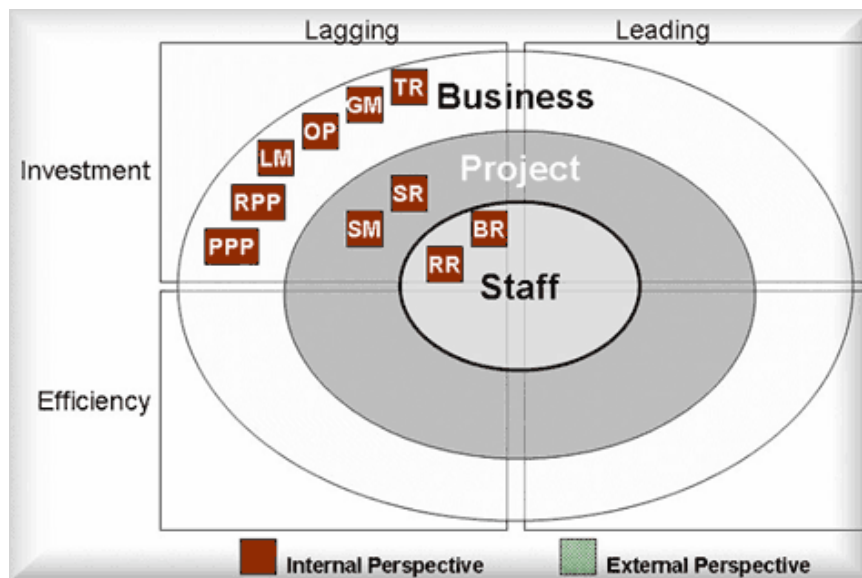 Lagging
Leading
TR
Business
GM
OP
LM
Investment
Project
RPP
SR
SM
BR
PPP
RR
Staff
Efficiency
Internal Perspective
External Perspective